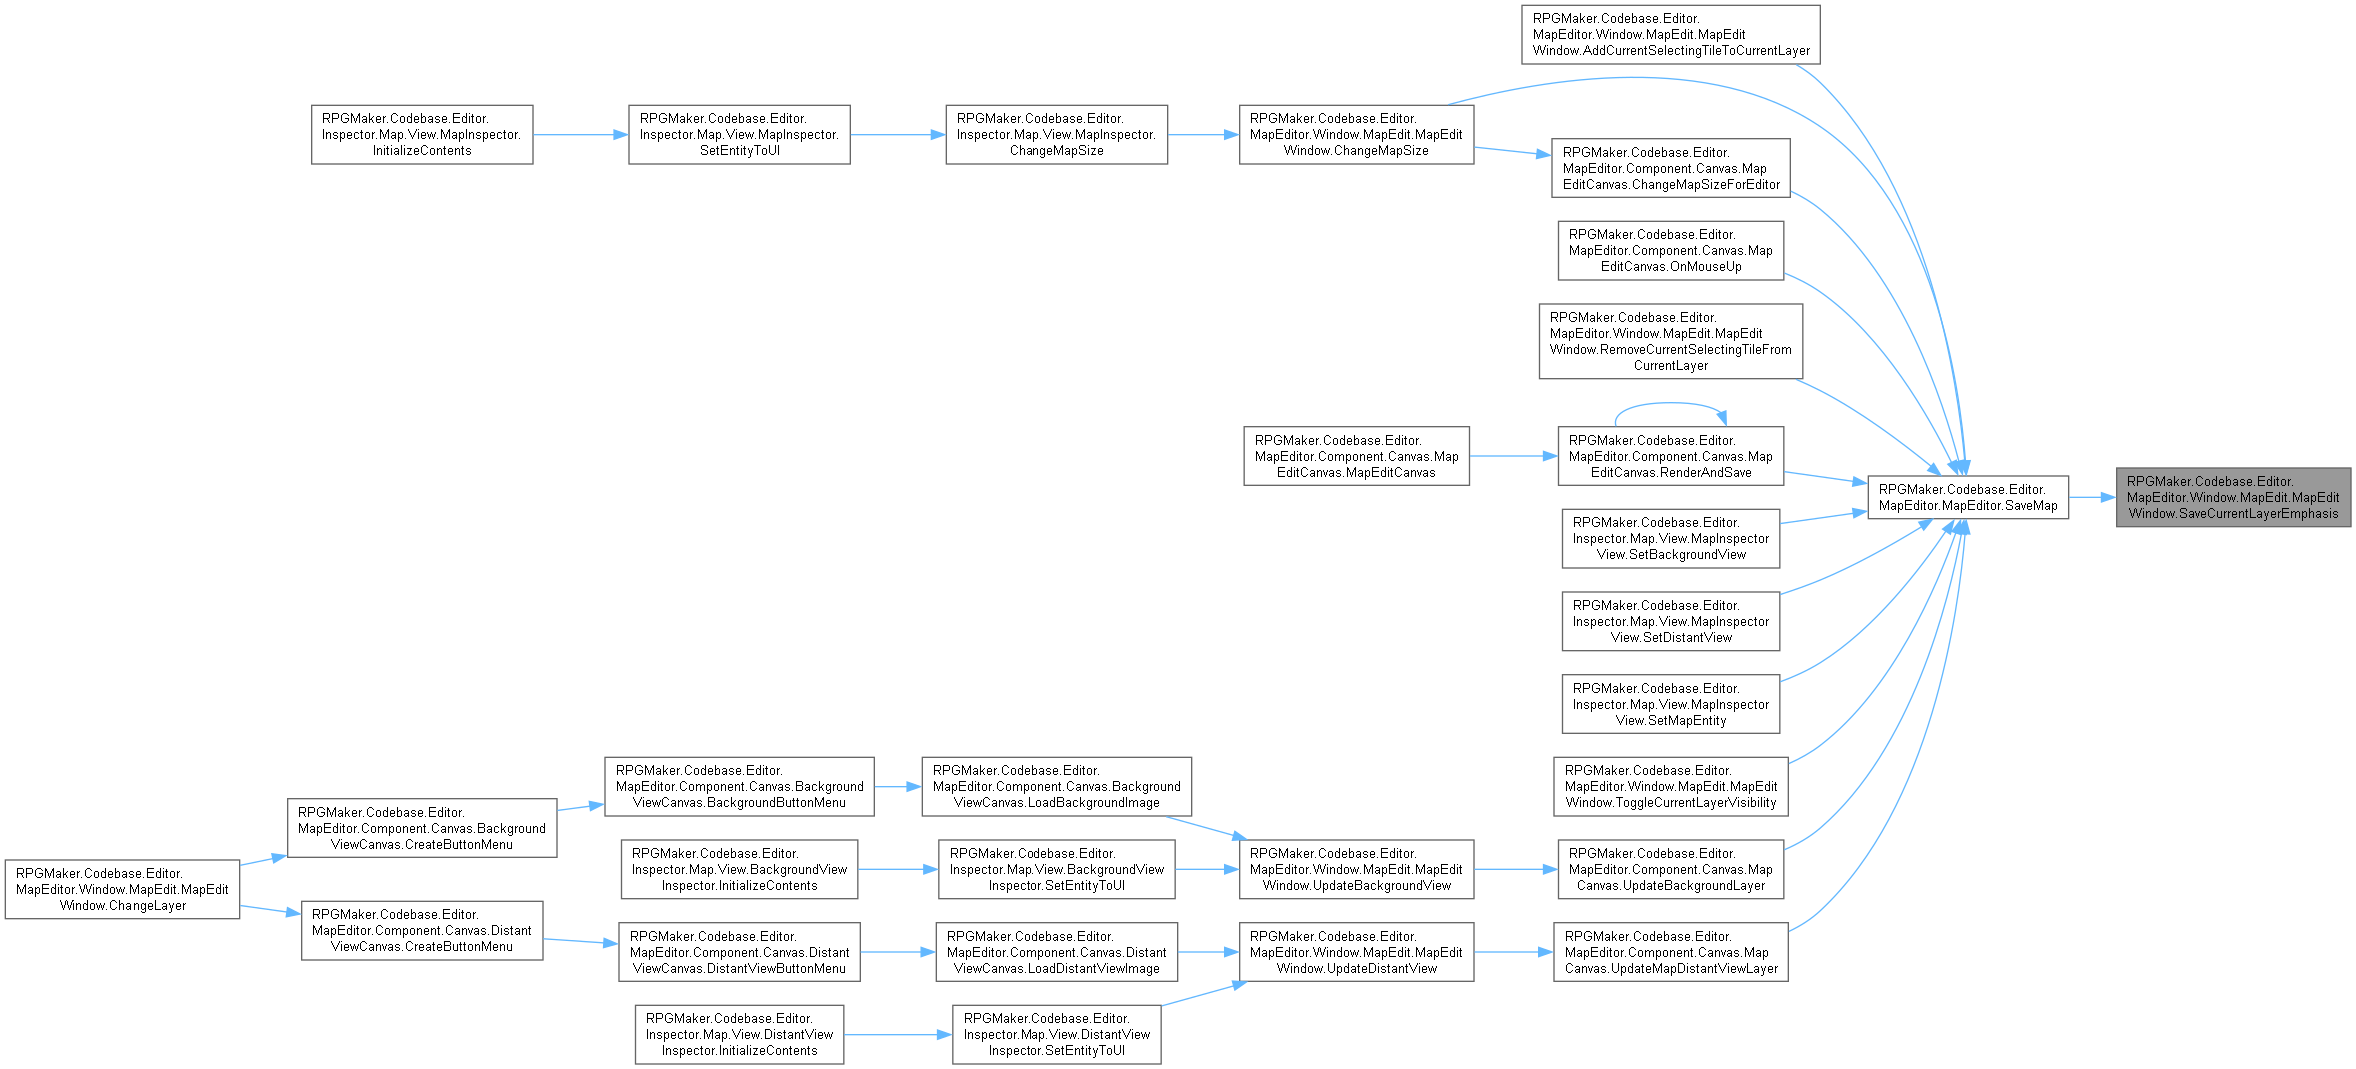 RPGMaker.Codebase.Editor.
MapEditor.Window.MapEdit.MapEdit
Window.AddCurrentSelectingTileToCurrentLayer
RPGMaker.Codebase.Editor.
Inspector.Map.View.MapInspector.
InitializeContents
RPGMaker.Codebase.Editor.
Inspector.Map.View.MapInspector.
SetEntityToUI
RPGMaker.Codebase.Editor.
Inspector.Map.View.MapInspector.
ChangeMapSize
RPGMaker.Codebase.Editor.
MapEditor.Window.MapEdit.MapEdit
Window.ChangeMapSize
RPGMaker.Codebase.Editor.
MapEditor.Component.Canvas.Map
EditCanvas.ChangeMapSizeForEditor
RPGMaker.Codebase.Editor.
MapEditor.Component.Canvas.Map
EditCanvas.OnMouseUp
RPGMaker.Codebase.Editor.
MapEditor.Window.MapEdit.MapEdit
Window.RemoveCurrentSelectingTileFrom
CurrentLayer
RPGMaker.Codebase.Editor.
MapEditor.Component.Canvas.Map
EditCanvas.MapEditCanvas
RPGMaker.Codebase.Editor.
MapEditor.Component.Canvas.Map
EditCanvas.RenderAndSave
RPGMaker.Codebase.Editor.
MapEditor.MapEditor.SaveMap
RPGMaker.Codebase.Editor.
MapEditor.Window.MapEdit.MapEdit
Window.SaveCurrentLayerEmphasis
RPGMaker.Codebase.Editor.
Inspector.Map.View.MapInspector
View.SetBackgroundView
RPGMaker.Codebase.Editor.
Inspector.Map.View.MapInspector
View.SetDistantView
RPGMaker.Codebase.Editor.
Inspector.Map.View.MapInspector
View.SetMapEntity
RPGMaker.Codebase.Editor.
MapEditor.Component.Canvas.Background
ViewCanvas.BackgroundButtonMenu
RPGMaker.Codebase.Editor.
MapEditor.Component.Canvas.Background
ViewCanvas.LoadBackgroundImage
RPGMaker.Codebase.Editor.
MapEditor.Window.MapEdit.MapEdit
Window.ToggleCurrentLayerVisibility
RPGMaker.Codebase.Editor.
MapEditor.Component.Canvas.Background
ViewCanvas.CreateButtonMenu
RPGMaker.Codebase.Editor.
Inspector.Map.View.BackgroundView
Inspector.InitializeContents
RPGMaker.Codebase.Editor.
Inspector.Map.View.BackgroundView
Inspector.SetEntityToUI
RPGMaker.Codebase.Editor.
MapEditor.Window.MapEdit.MapEdit
Window.UpdateBackgroundView
RPGMaker.Codebase.Editor.
MapEditor.Component.Canvas.Map
Canvas.UpdateBackgroundLayer
RPGMaker.Codebase.Editor.
MapEditor.Window.MapEdit.MapEdit
Window.ChangeLayer
RPGMaker.Codebase.Editor.
MapEditor.Component.Canvas.Distant
ViewCanvas.CreateButtonMenu
RPGMaker.Codebase.Editor.
MapEditor.Component.Canvas.Distant
ViewCanvas.DistantViewButtonMenu
RPGMaker.Codebase.Editor.
MapEditor.Component.Canvas.Distant
ViewCanvas.LoadDistantViewImage
RPGMaker.Codebase.Editor.
MapEditor.Window.MapEdit.MapEdit
Window.UpdateDistantView
RPGMaker.Codebase.Editor.
MapEditor.Component.Canvas.Map
Canvas.UpdateMapDistantViewLayer
RPGMaker.Codebase.Editor.
Inspector.Map.View.DistantView
Inspector.InitializeContents
RPGMaker.Codebase.Editor.
Inspector.Map.View.DistantView
Inspector.SetEntityToUI